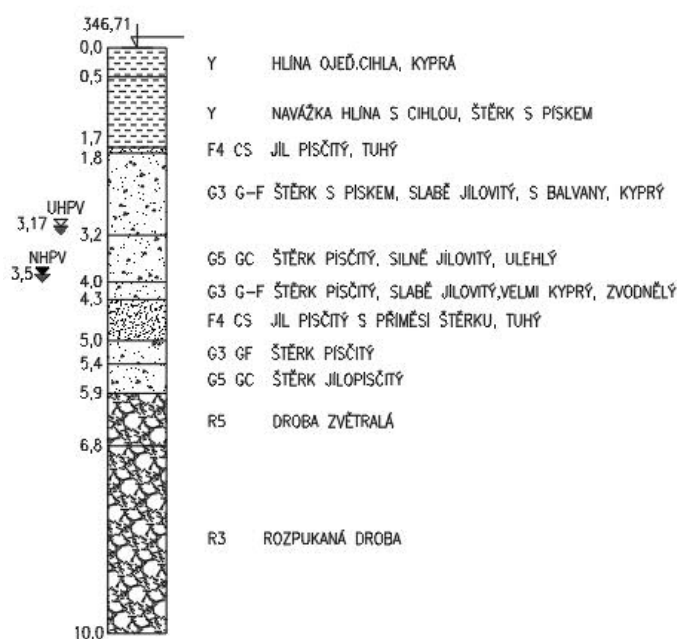 346,71
0,0
Y HLÍNA OJEĎ.CIHLA, KYPRÁ
0,5
Y NAVÁŽKA HLÍNA S CIHLOU, ŠTĚRK S PÍSKEM
1,7
F4 CS JÍL PÍSČITÝ, TUHÝ
1,8
G3 G-F ŠTĚRK S PÍSKEM, SLABĚ JÍLOVITÝ, S BALVANY, KYPRÝ
UHPV
3,17
3,2
G5 GC ŠTĚRK PÍSČITÝ, SILNĚ JÍLOVITÝ, ULEHLÝ
NHPV
3,5
4,0
G3 G-F ŠTĚRK PÍSČITÝ, SLABĚ JÍLOVITÝ,VELMI KYPRÝ, ZVODNĚLÝ
4,3
F4 CS JÍL PÍSČITÝ S PŘÍMĚSÍ ŠTĚRKU, TUHÝ
5,0
G3 GF ŠTĚRK PÍSČITÝ
5,4
G5 GC ŠTĚRK JÍLOPÍSČITÝ
5,9
R5 DROBA ZVĚTRALÁ
6,8
R3 ROZPUKANÁ DROBA
10,0